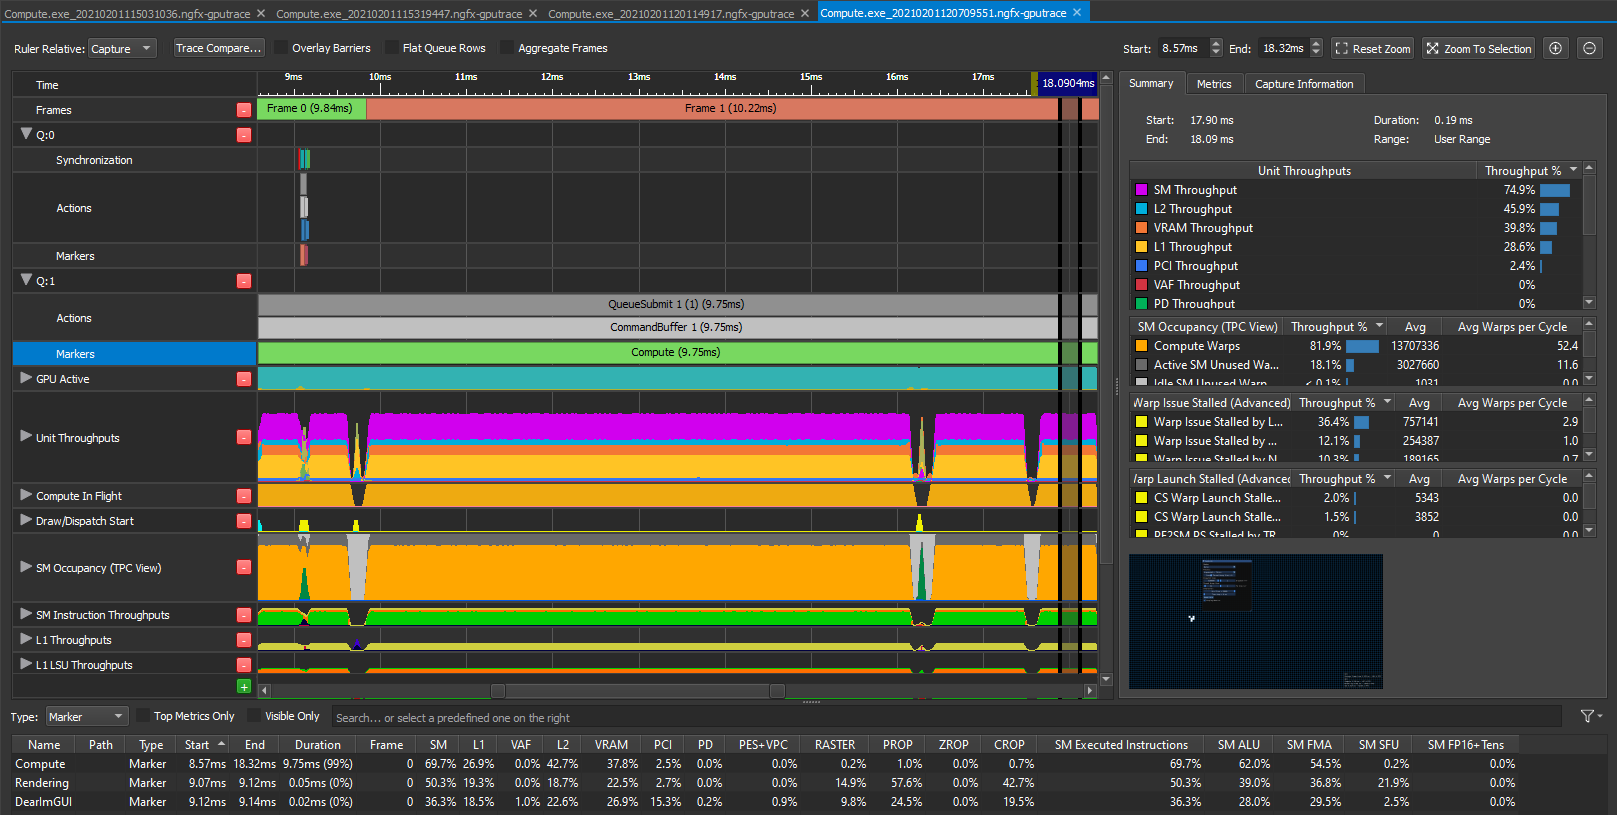 Compute.exe_20210201115031036.ngfx-gputrace Compute.exe_20210201115319447.ngfx-gputrace Compute.exe_20210201120114917.ngfx-gputrace Compute.exe_20210201120709551.ngfx-gputrace
Ruler Relative: Capture Trace Compare... Overlay Barriers Flat Queue Rows Aggregate Frames Start: 8.57ms End: 18.32ms Reset Zoom Zoom To Selection
Time 9ms 10ms 11ms 12ms 13ms 14ms 15ms 16ms 17ms 18.0904ms
Frames Frame 0 (9.84ms) Frame 1 (10.22ms)
Q:0
Synchronization
Actions
Markers
Q:1
Actions QueueSubmit 1 (1) (9.75ms)
CommandBuffer 1 (9.75ms)
Markers Compute (9.75ms)
GPU Active
Unit Throughputs
Compute In Flight
Draw/Dispatch Start
SM Occupancy (TPC View)
SM Instruction Throughputs
L1 Throughputs
L1 LSU Throughputs
Summary Metrics Capture Information
Start: 17.90 ms Duration: 0.19 ms
End: 18.09 ms Range: User Range
Unit Throughputs Throughput %
SM Throughput 74.9%
L2 Throughput 45.9%
VRAM Throughput 39.8%
L1 Throughput 28.6%
PCI Throughput 2.4%
VAF Throughput 0%
PD Throughput 0%
SM Occupancy (TPC View) Throughput % Avg Avg Warps per Cycle
Compute Warps 81.9% 13707336 52.4
Active SM Unused Wa... 18.1% 3027660 11.6
Idle SM Unused Warp < 0.1% 1031 0.0
Warp Issue Stalled (Advanced) Throughput % Avg Avg Warps per Cycle
Warp Issue Stalled by L... 36.4% 757141 2.9
Warp Issue Stalled by ... 12.1% 254387 1.0
Warp Issue Stalled by N 10.3% 189165 0.7
/arp Launch Stalled (Advanced Throughput % Avg Avg Warps per Cycle
CS Warp Launch Stalle... 2.0% 5343 0.0
CS Warp Launch Stalle... 1.5% 3852 0.0
PE2SM PS Stalled by TR 0% 0 0.0
Type: Marker Top Metrics Only Visible Only Search... or select a predefined one on the right
Name Path Type Start End Duration Frame SM L1 VAF L2 VRAM PCI PD PES+VPC RASTER PROP ZROP CROP SM Executed Instructions SM ALU SM FMA SM SFU SM FP16+Tens
Compute Marker 8.57ms 18.32ms 9.75ms (99%) 0 69.7% 26.9% 0.0% 42.7% 37.8% 2.5% 0.0% 0.0% 0.2% 1.0% 0.0% 0.7% 69.7% 62.0% 54.5% 0.2% 0.0%
Rendering Marker 9.07ms 9.12ms 0.05ms (0%) 0 50.3% 19.3% 0.0% 18.7% 22.5% 2.7% 0.0% 0.0% 14.9% 57.6% 0.0% 42.7% 50.3% 39.0% 36.8% 21.9% 0.0%
DearImGUI Marker 9.12ms 9.14ms 0.02ms (0%) 0 36.3% 18.5% 1.0% 22.6% 26.9% 15.3% 0.2% 0.9% 9.8% 24.5% 0.0% 19.5% 36.3% 28.0% 29.5% 2.5% 0.0%